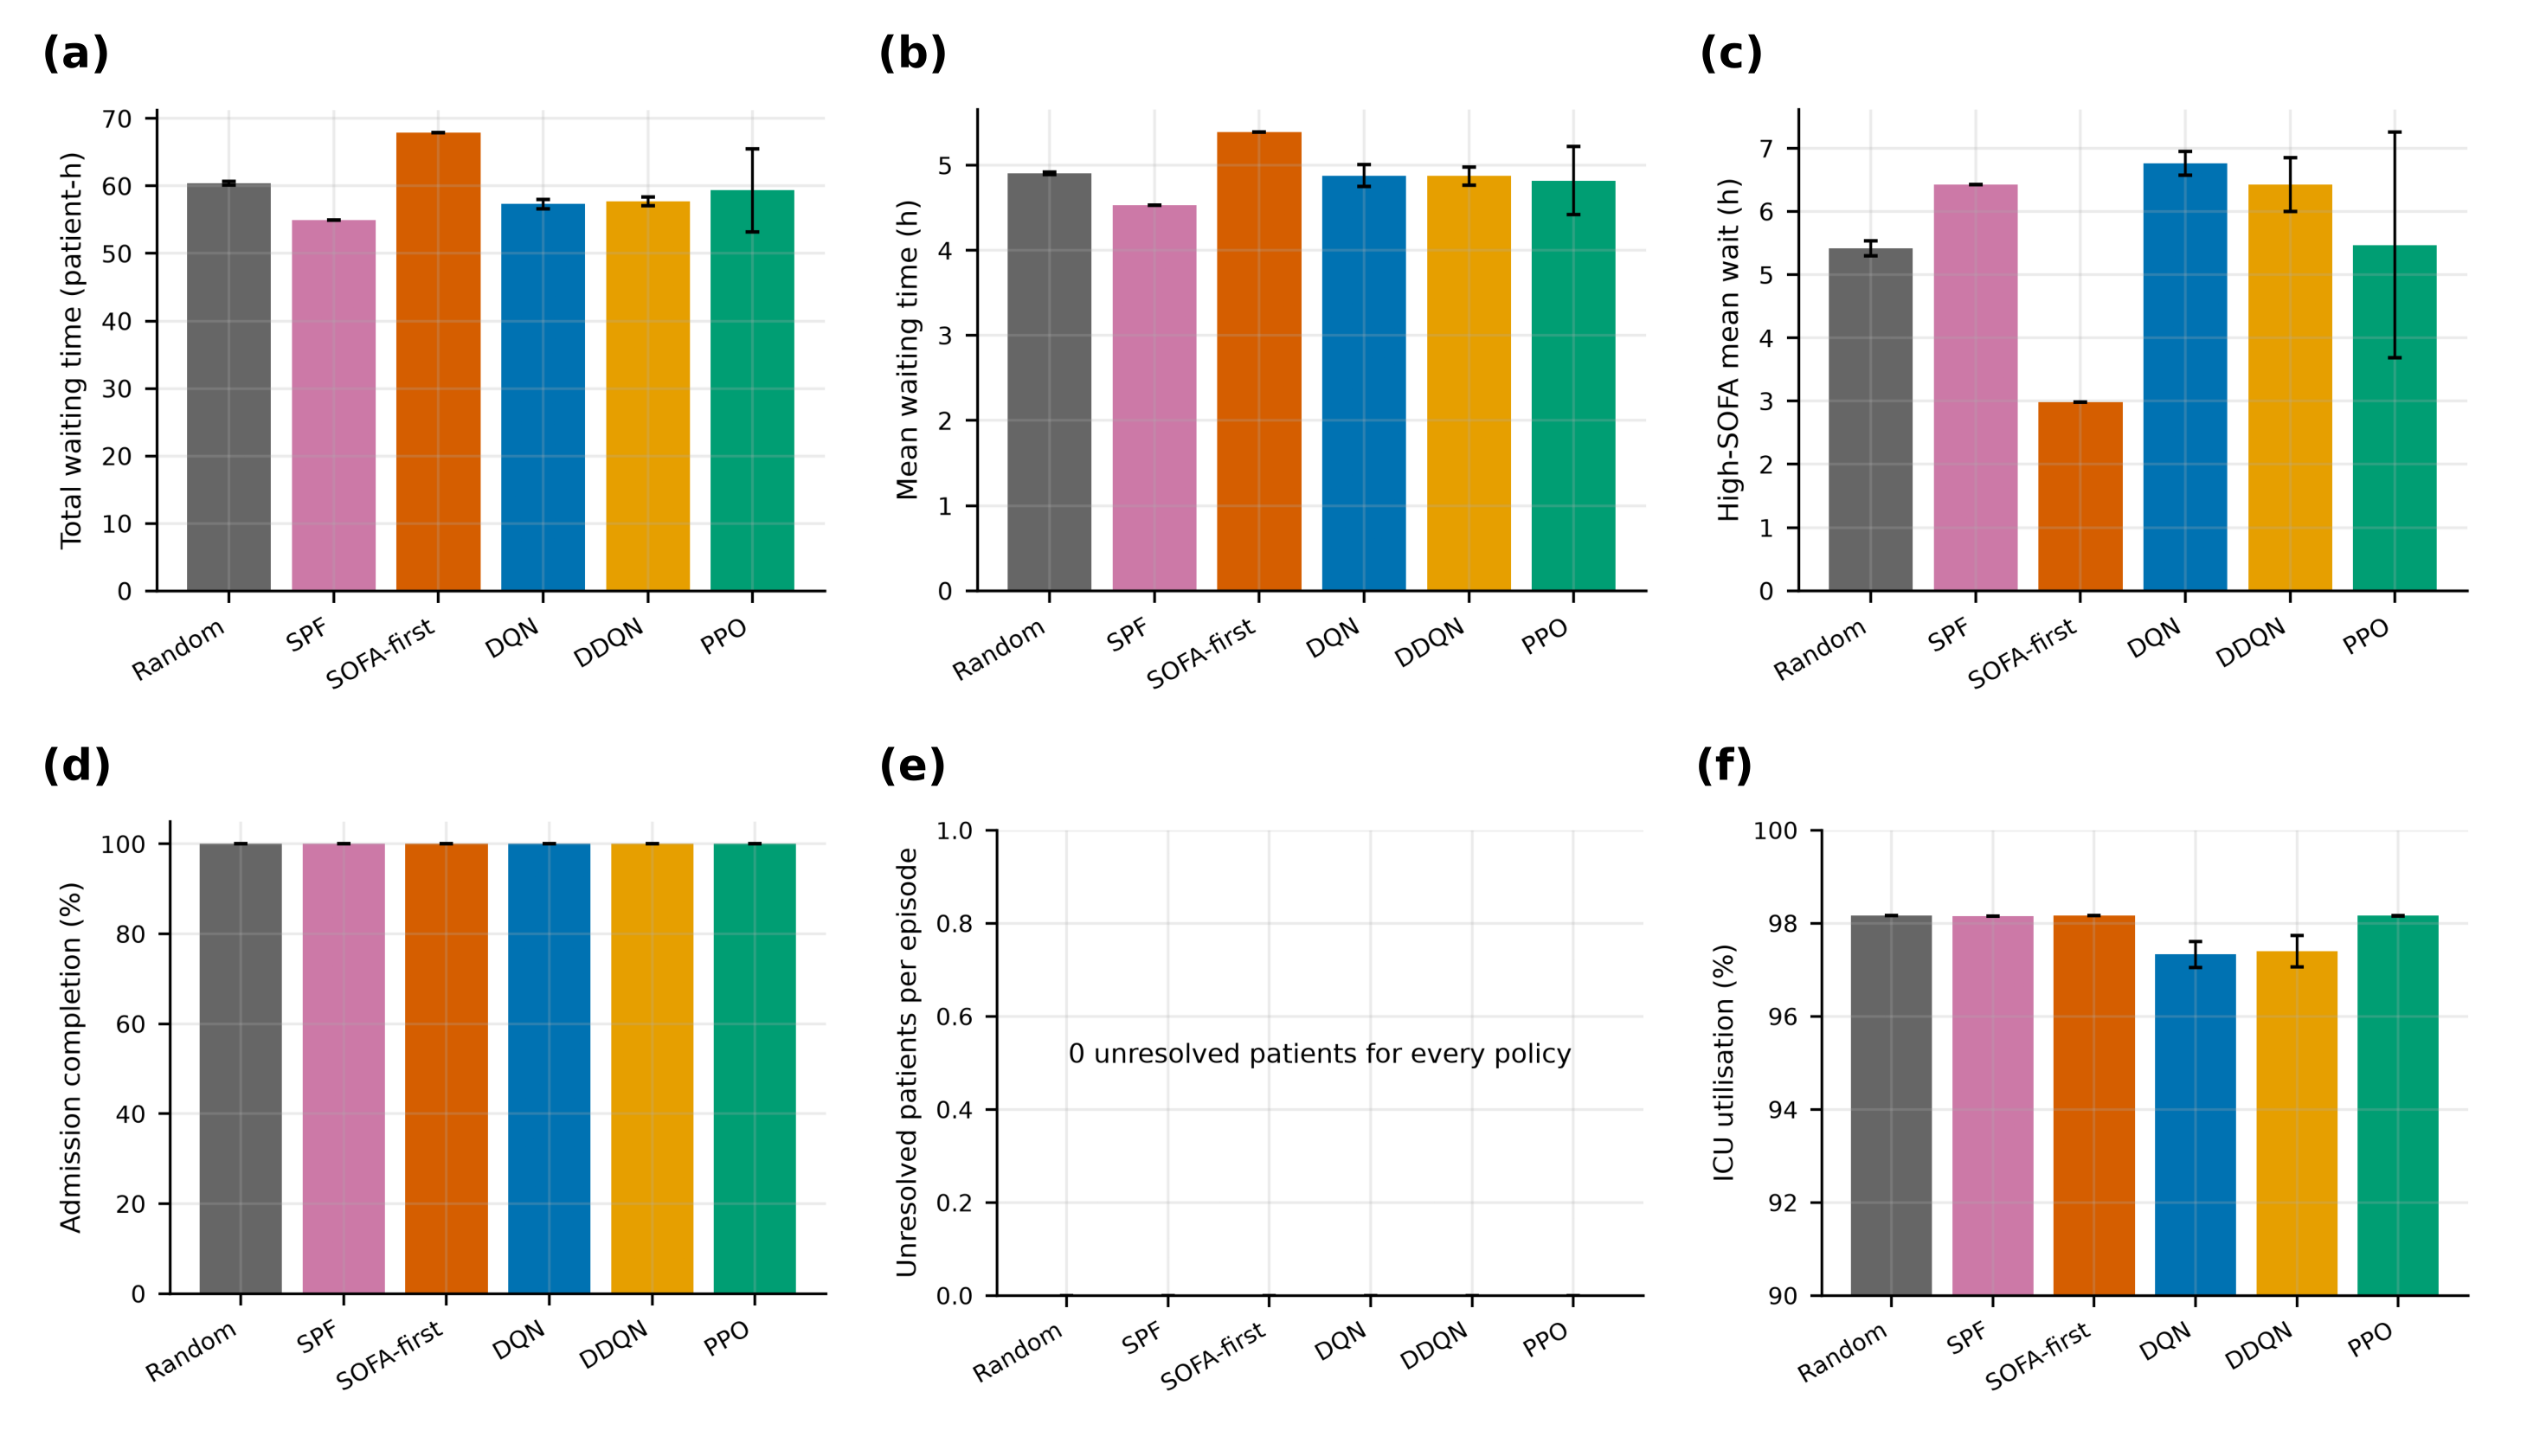 (a)
Total waiting time (patient-h)
70
60
50
40
30
20
10
0
Random
SPF
SOFA-first
DQN
DDQN
PPO
(b)
Mean waiting time (h)
5
4
3
2
1
0
Random
SPF
SOFA-first
DQN
DDQN
PPO
(c)
High-SOFA mean wait (h)
7
6
5
4
3
2
1
0
Random
SPF
SOFA-first
DQN
DDQN
PPO
(d)
Admission completion (%)
100
80
60
40
20
0
Random
SPF
SOFA-first
DQN
DDQN
PPO
(e)
Unresolved patients per episode
1.0
0.8
0.6
0.4
0.2
0.0
0 unresolved patients for every policy
Random
SPF
SOFA-first
DQN
DDQN
PPO
(f)
ICU utilisation (%)
100
98
96
94
92
90
Random
SPF
SOFA-first
DQN
DDQN
PPO